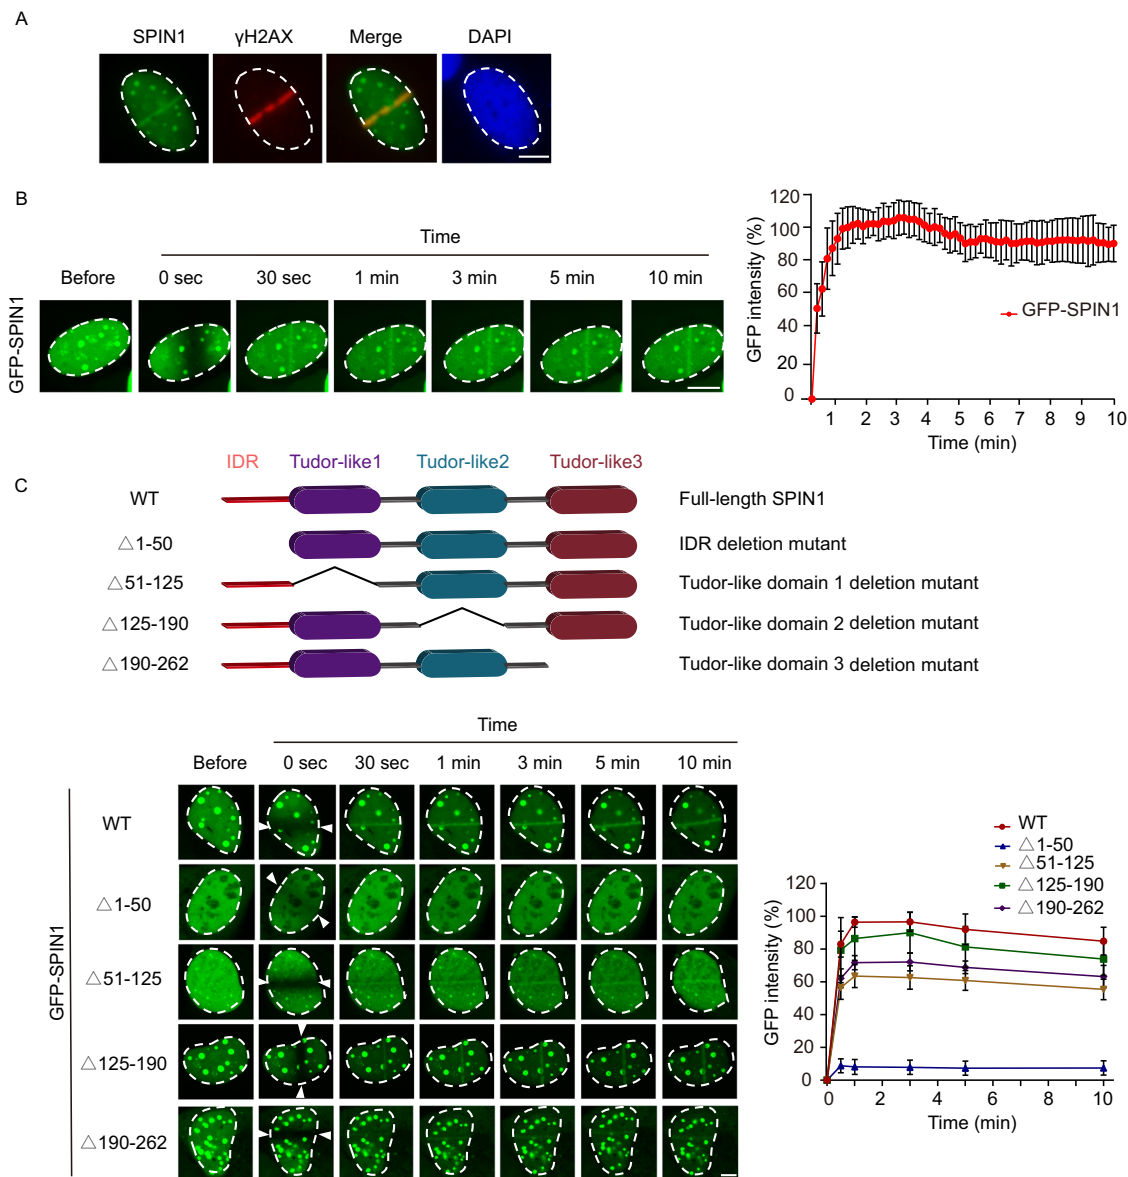 A
SPIN1 γH2AX Merge DAPI
B
Time
Before 0 sec 30 sec 1 min 3 min 5 min 10 min
GFP-SPIN1
GFP intensity (%)
120
100
80
60
40
20
0
GFP-SPIN1
1 2 3 4 5 6 7 8 9 10
Time (min)
C
IDR Tudor-like1 Tudor-like2 Tudor-like3
WT Full-length SPIN1
△1-50 IDR deletion mutant
△51-125 Tudor-like domain 1 deletion mutant
△125-190 Tudor-like domain 2 deletion mutant
△190-262 Tudor-like domain 3 deletion mutant
Time
Before 0 sec 30 sec 1 min 3 min 5 min 10 min
GFP-SPIN1
WT
△1-50
△51-125
△125-190
△190-262
WT
△1-50
△51-125
△125-190
△190-262
GFP intensity (%)
120
100
80
60
40
20
0
0 2 4 6 8 10
Time (min)